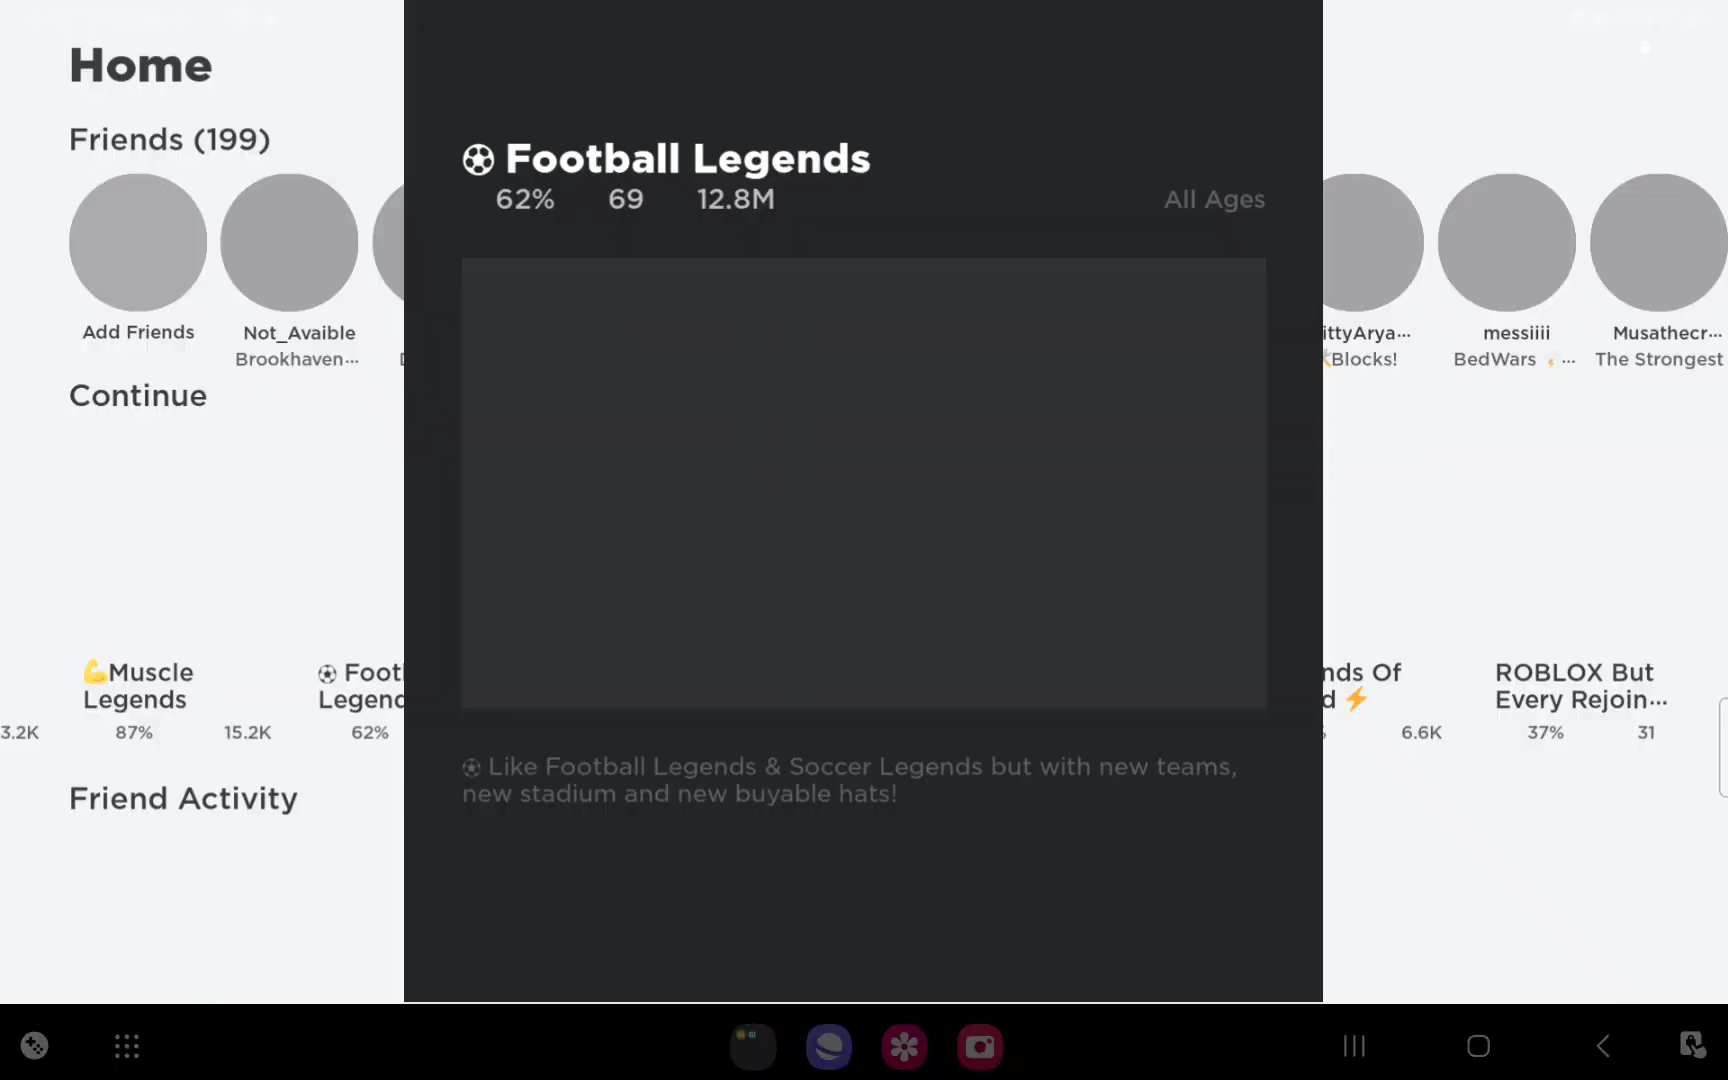 Home
Friends (199)
Add Friends
Not_Avaible
Brookhaven...
Continue
💪Muscle
Legends
3.2K 87% 15.2K
⚽ Footl
Legend
62%
Friend Activity
⚽ Football Legends
62% 69 12.8M All Ages
⚽ Like Football Legends & Soccer Legends but with new teams,
new stadium and new buyable hats!
ittyArya...
Blocks!
messiiii
BedWars ⚡...
Musathecr...
The Strongest
nds Of
d ⚡
6.6K
ROBLOX But
Every Rejoin...
37% 31